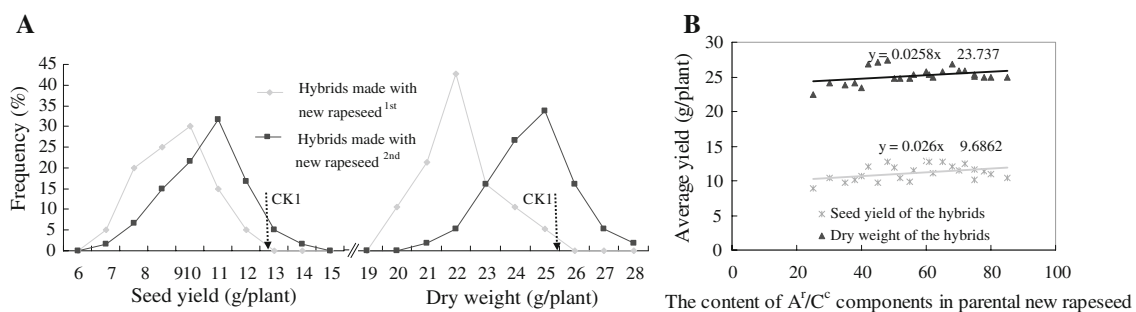 A
Frequency (%)
45
40
35
30
25
20
15
10
5
0
Hybrids made with
new rapeseed 1st
Hybrids made with
new rapeseed 2nd
CK1
CK1
6 7 8 910 11 12 13 14 15 19 20 21 22 23 24 25 26 27 28
Seed yield (g/plant) Dry weight (g/plant)
B
Average yield (g/plant)
30
25
20
15
10
5
0
y = 0.0258x 23.737
y = 0.026x 9.6862
Seed yield of the hybrids
Dry weight of the hybrids
0 20 40 60 80 100
The content of Ar/Cc components in parental new rapeseed